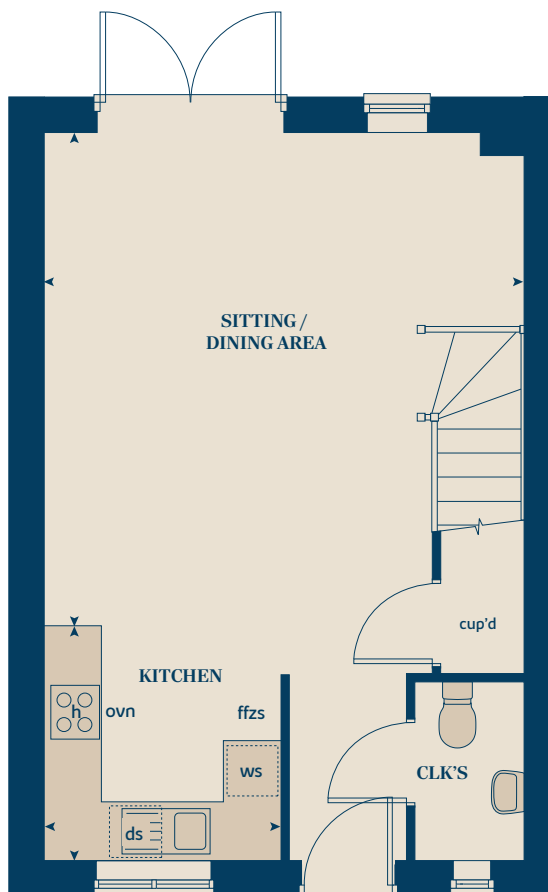 SITTING /
DINING AREA
cup'd
KITCHEN
h ovn
ffzs
ws
CLK'S
ds